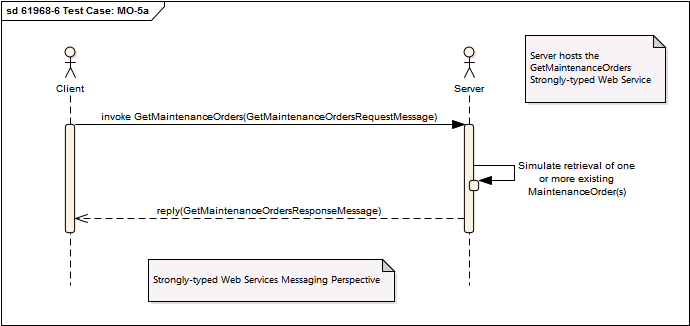 sd 61968-6 Test Case: MO-5a
Server hosts the
GetMaintenanceOrders
Strongly-typed Web Service
Client
Server
invoke GetMaintenanceOrders(GetMaintenanceOrdersRequestMessage)
Simulate retrieval of one
or more existing
MaintenanceOrder(s)
reply(GetMaintenanceOrdersResponseMessage)
Strongly-typed Web Services Messaging Perspective